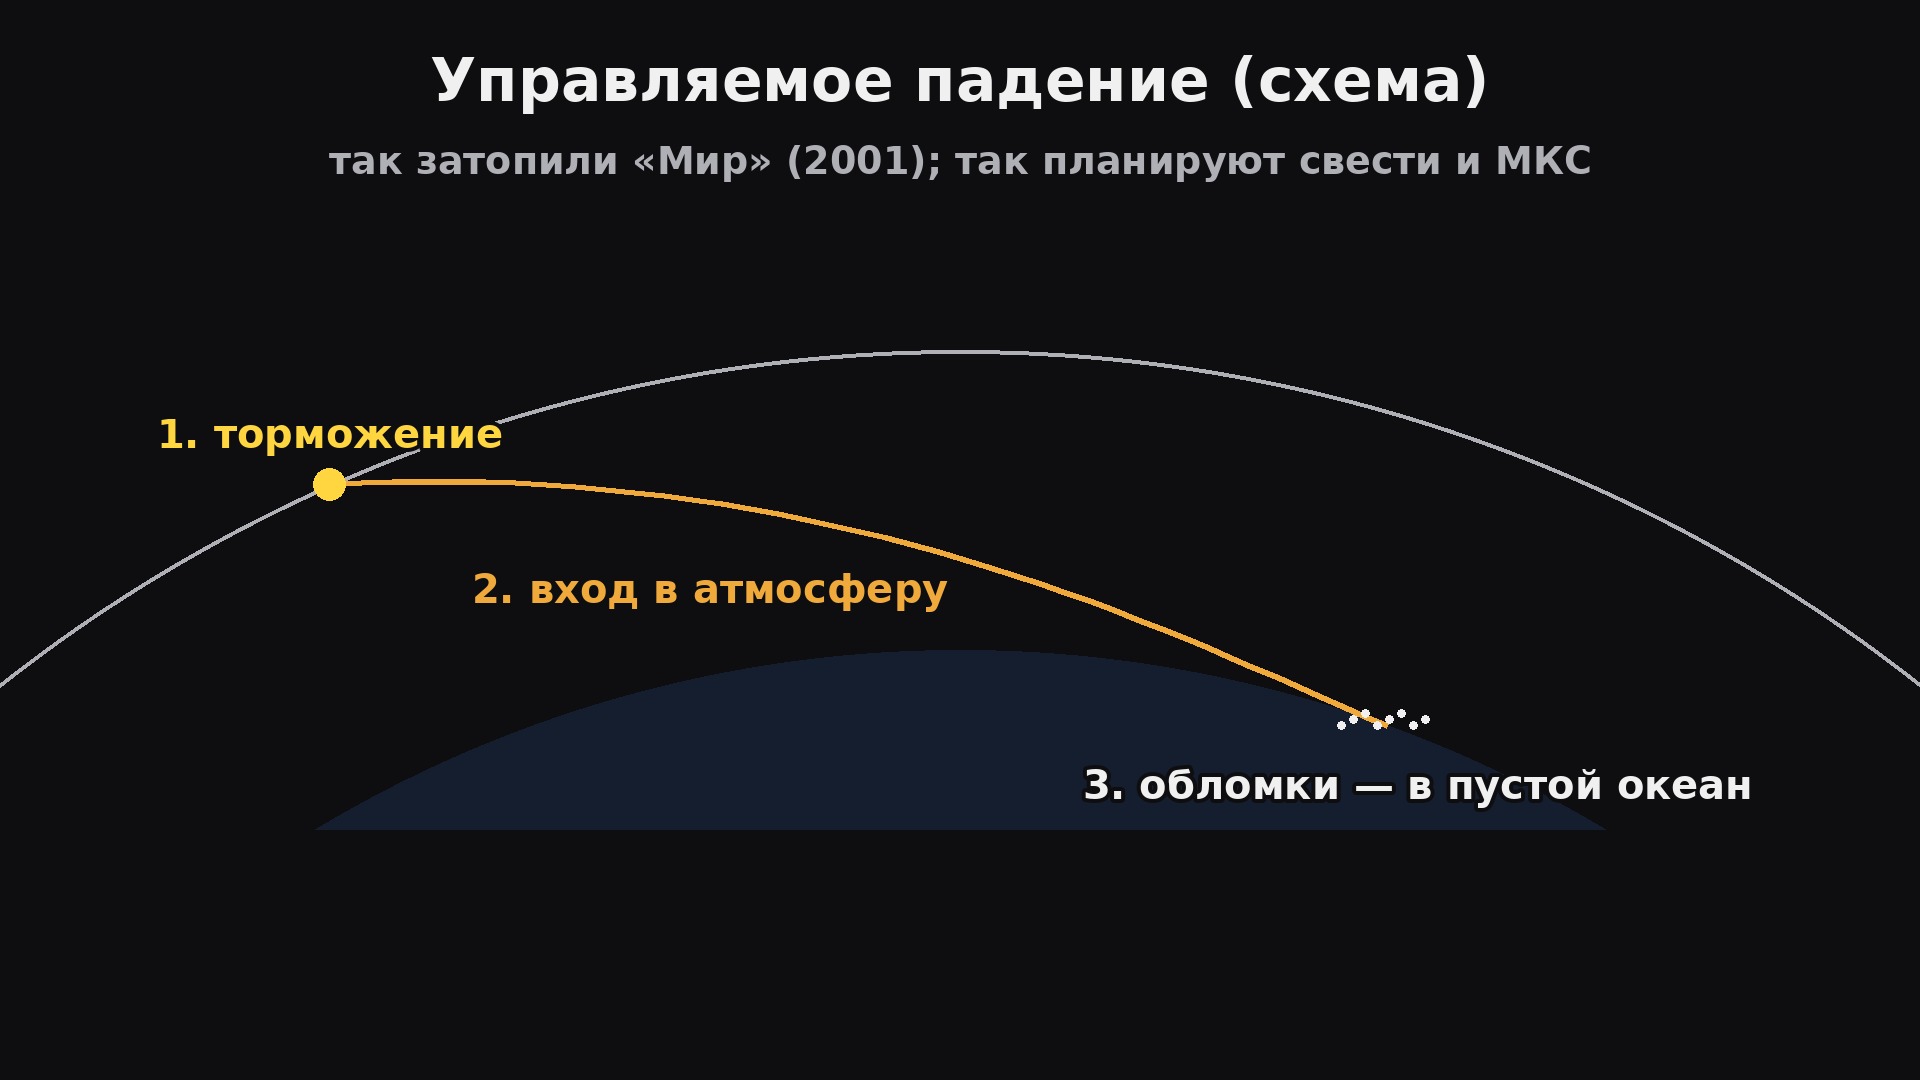 Управляемое падение (схема)
так затопили «Мир» (2001); так планируют свести и МКС
1. торможение
2. вход в атмосферу
3. обломки — в пустой океан